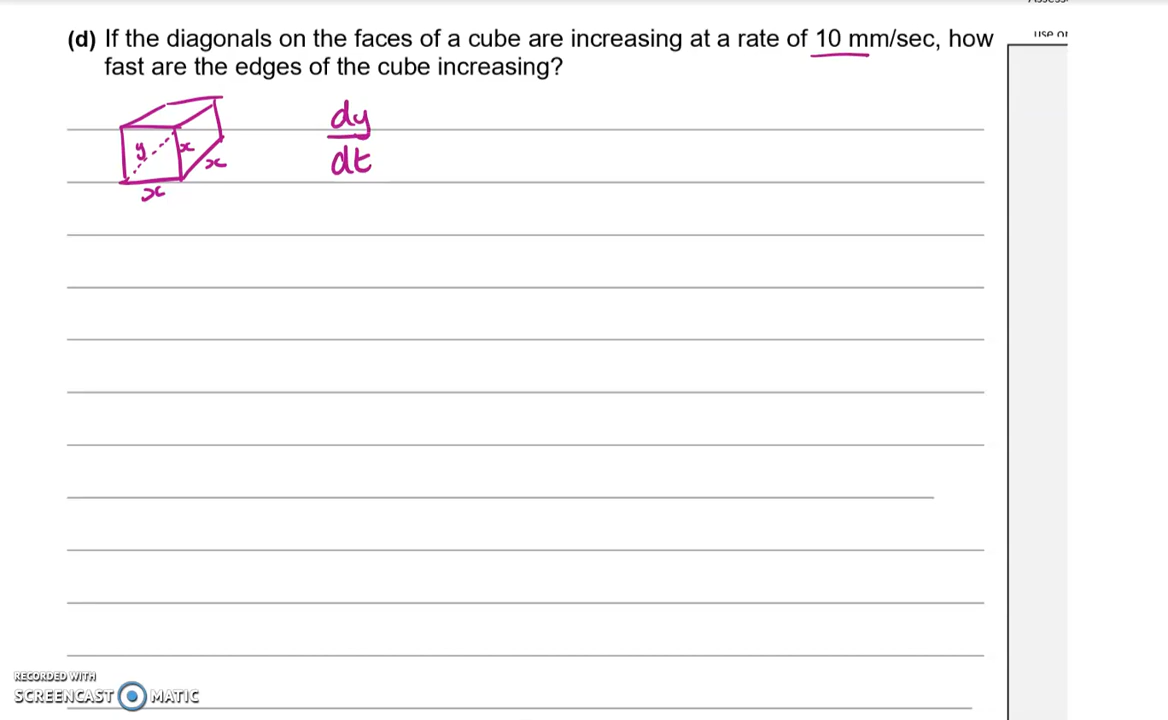 (d) If the diagonals on the faces of a cube are increasing at a rate of 10 mm/sec, how
fast are the edges of the cube increasing?
y
x
x
x
dy
dt
RECORDED WITH
SCREENCAST MATIC